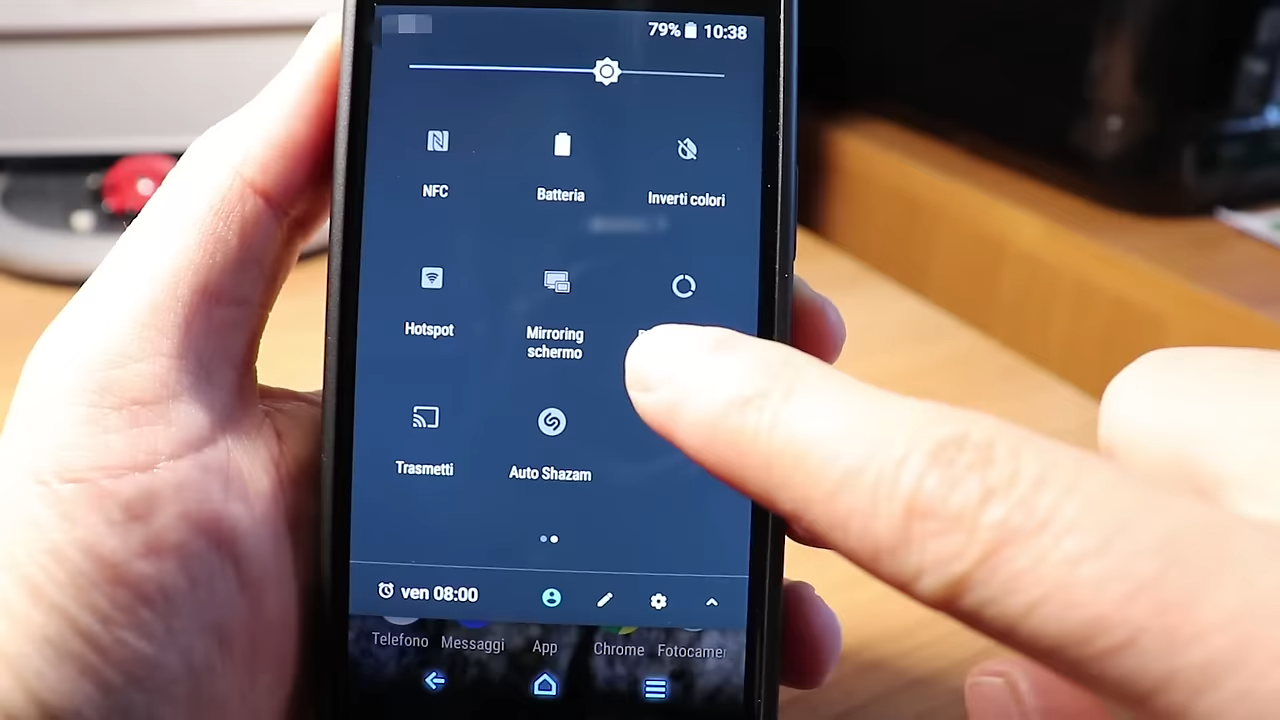 79% 10:38
NFC
Batteria
Inverti colori
Hotspot
Mirroring
schermo
Trasmetti
Auto Shazam
ven 08:00
Telefono
Messaggi
App
Chrome
Fotocamer